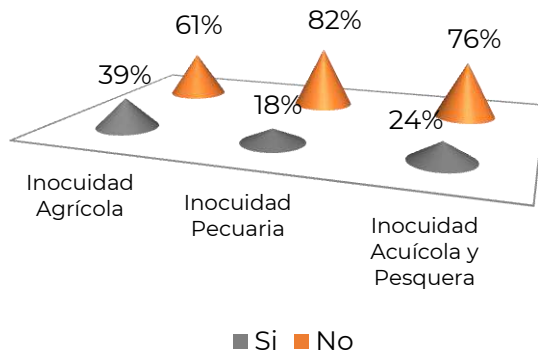 61%
82%
76%
39%
18%
24%
Inocuidad
Agrícola
Inocuidad
Pecuaria
Inocuidad
Acuícola y
Pesquera
Si No